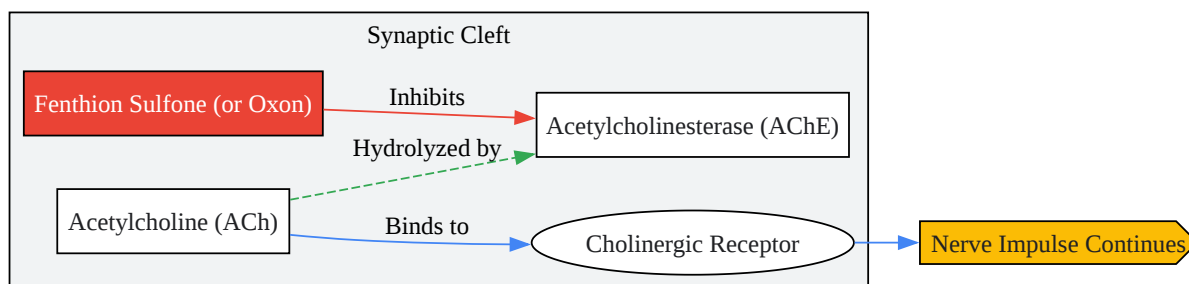 Synaptic Cleft
Fenthion Sulfone (or Oxon)
Inhibits
Acetylcholinesterase (AChE)
Hydrolyzed by
Acetylcholine (ACh)
Binds to
Cholinergic Receptor
Nerve Impulse Continues